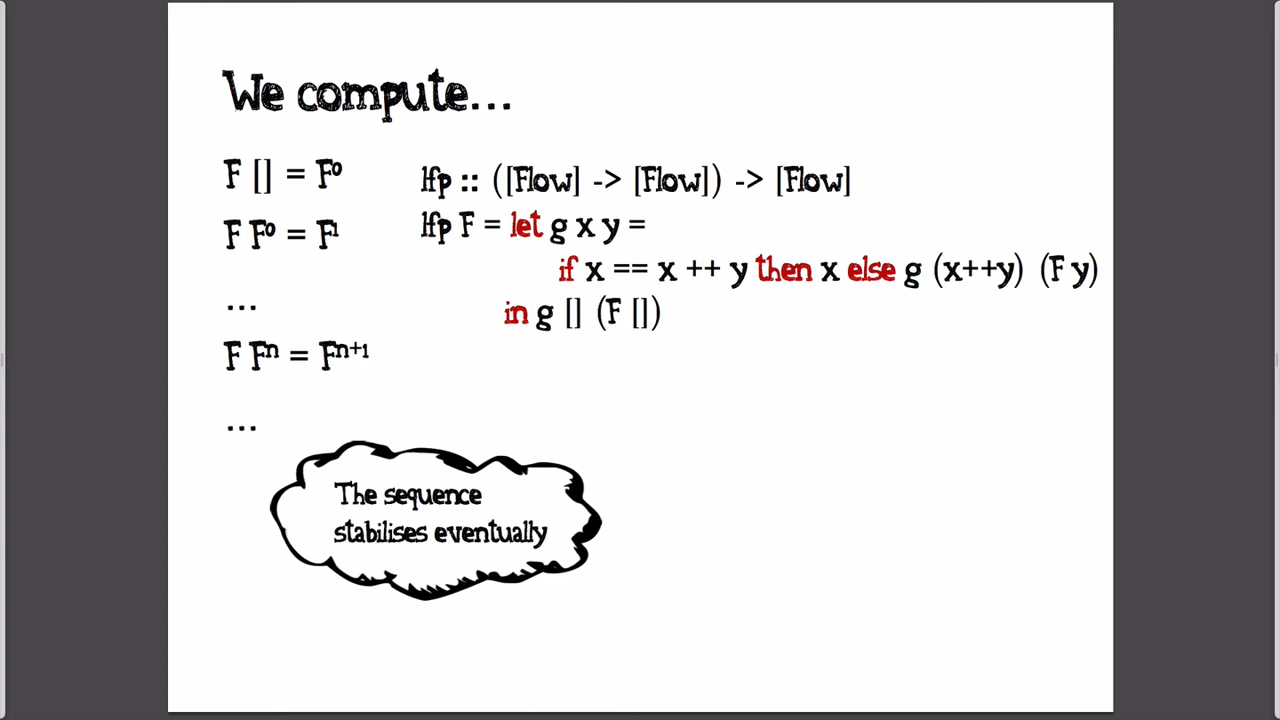 We compute...
F [] = F⁰
F F⁰ = F¹
...
F Fⁿ = Fⁿ⁺¹
...
lfp :: ([Flow] -> [Flow]) -> [Flow]
lfp F = let g x y =
if x == x ++ y then x else g (x++y) (F y)
in g [] (F [])
The sequence
stabilises eventually